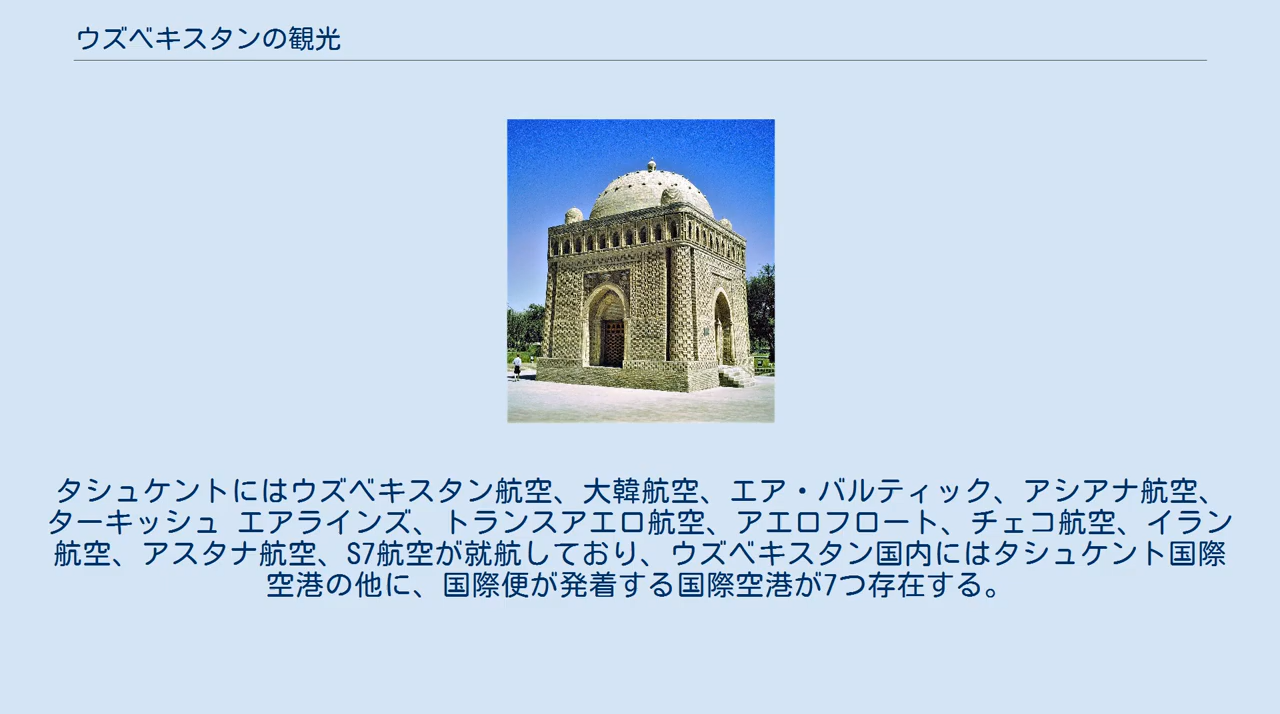 ウズベキスタンの観光
タシュケントにはウズベキスタン航空、大韓航空、エア・バルティック、アシアナ航空、
ターキッシュ エアラインズ、トランスアエロ航空、アエロフロート、チェコ航空、イラン
航空、アスタナ航空、S7航空が就航しており、ウズベキスタン国内にはタシュケント国際
空港の他に、国際便が発着する国際空港が7つ存在する。